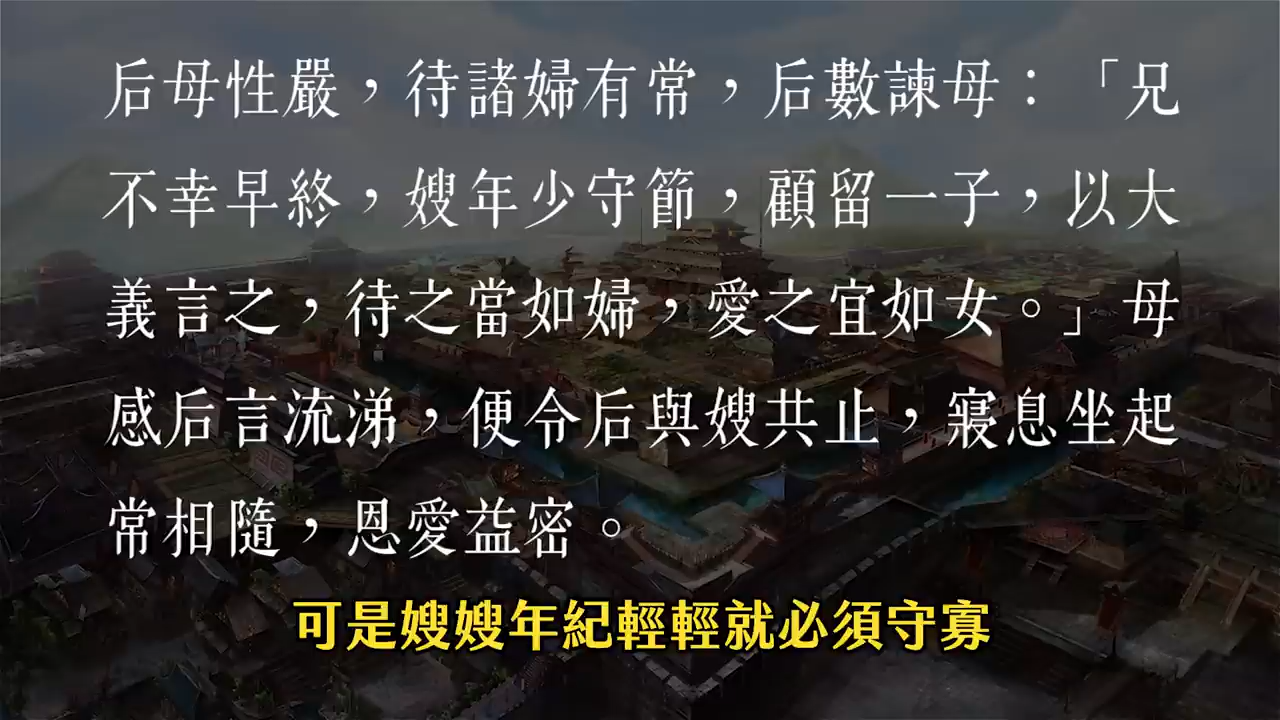 后母性嚴，待諸婦有常，后數諫母：「兄
不幸早終，嫂年少守節，顧留一子，以大
義言之，待之當如婦，愛之宜如女。」母
感后言流涕，便令后與嫂共止，寢息坐起
常相隨，恩愛益密。
可是嫂嫂年紀輕輕就必須守寡